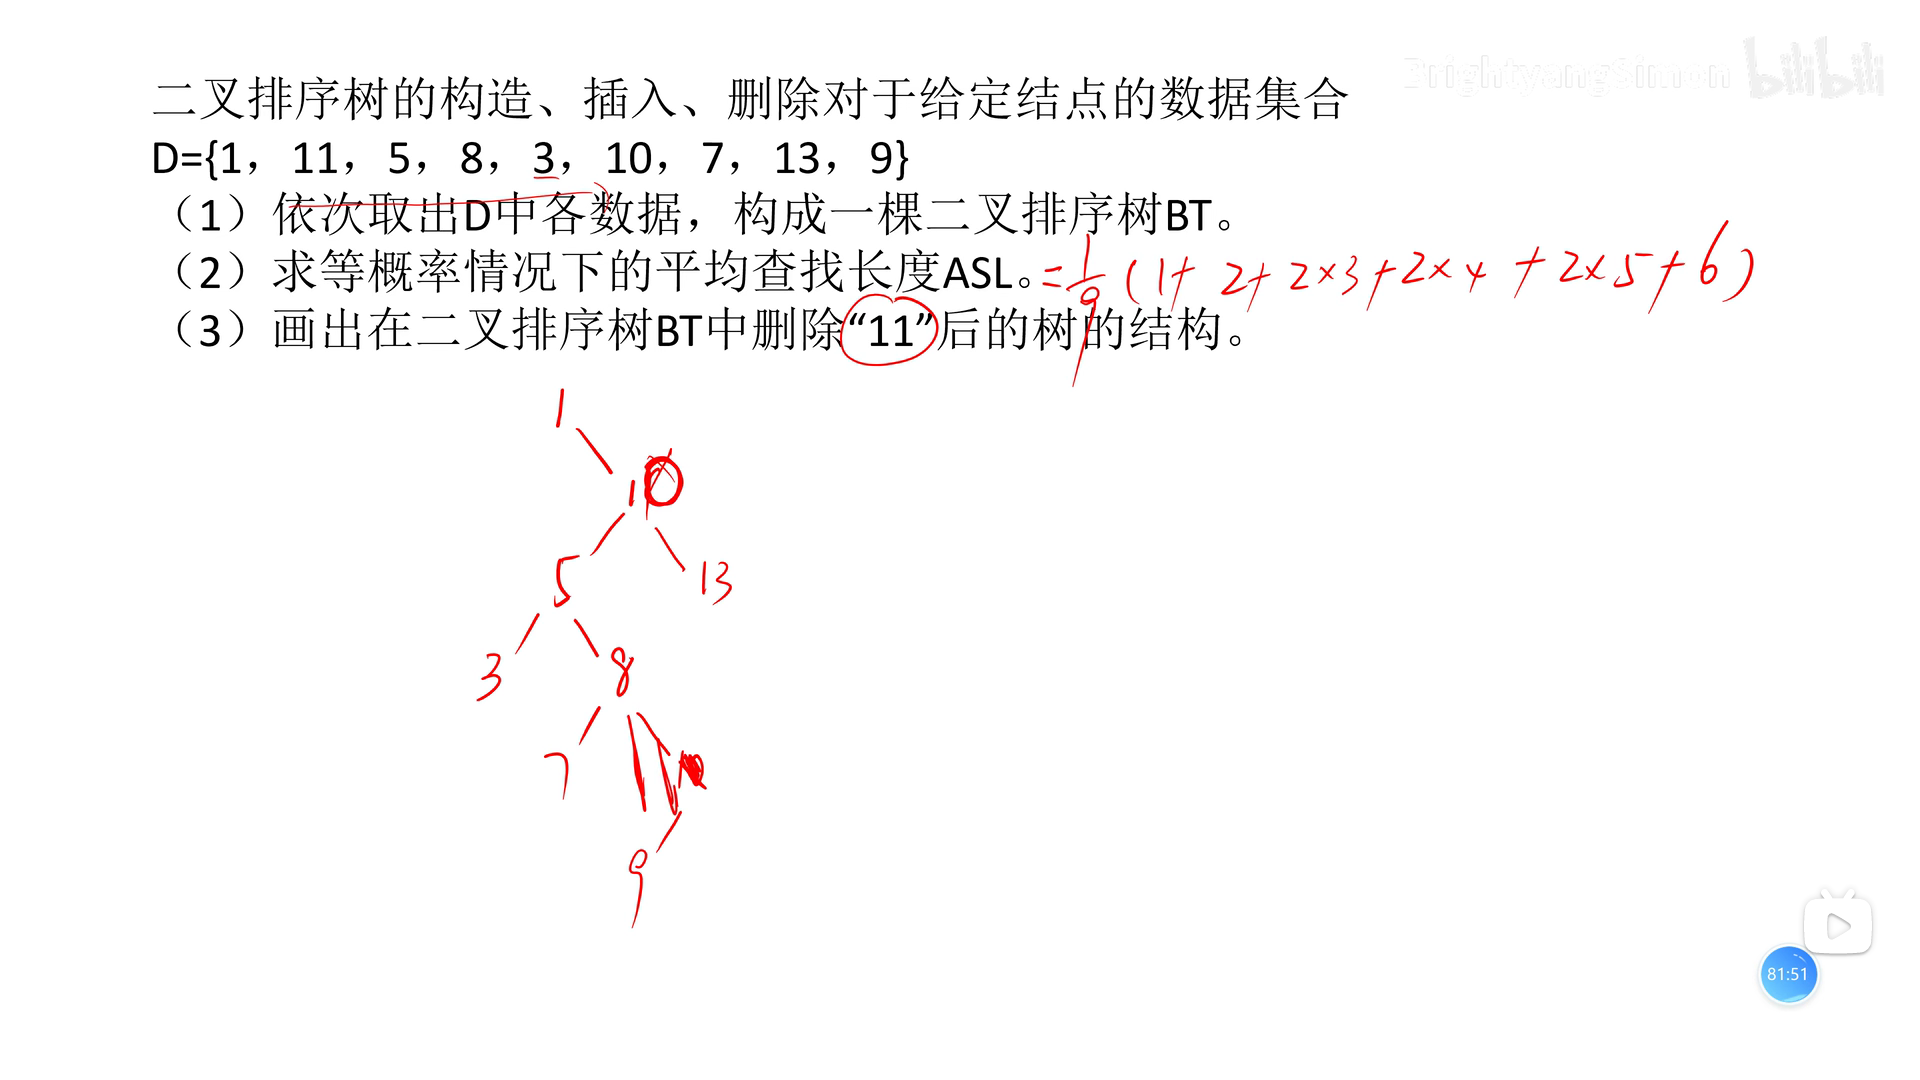 BrightyangSimon bilibili
二叉排序树的构造、插入、删除对于给定结点的数据集合
D={1，11，5，8，3，10，7，13，9}
（1）依次取出D中各数据，构成一棵二叉排序树BT。
（2）求等概率情况下的平均查找长度ASL。=1/9(1+2+2×3+2×4+2×5+6)
（3）画出在二叉排序树BT中删除“11”后的树的结构。
1
10
5 13
3 8
7
9
81:51